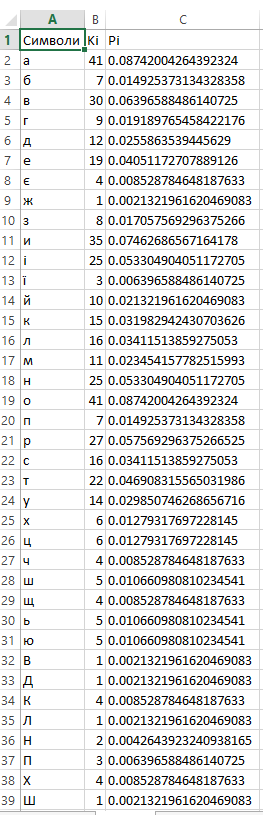 A B C
1 Символи Кі Рі
2 а 41 0.08742004264392324
3 б 7 0.014925373134328358
4 в 30 0.06396588486140725
5 г 9 0.019189765458422176
6 д 12 0.0255863539445629
7 е 19 0.04051172707889126
8 є 4 0.008528784648187633
9 ж 1 0.0021321961620469083
10 з 8 0.017057569296375266
11 и 35 0.07462686567164178
12 і 25 0.053304904051172705
13 ї 3 0.006396588486140725
14 й 10 0.021321961620469083
15 к 15 0.031982942430703626
16 л 16 0.03411513859275053
17 м 11 0.023454157782515993
18 н 25 0.053304904051172705
19 о 41 0.08742004264392324
20 п 7 0.014925373134328358
21 р 27 0.057569296375266525
22 с 16 0.03411513859275053
23 т 22 0.046908315565031986
24 у 14 0.029850746268656716
25 х 6 0.01279317697228145
26 ц 6 0.01279317697228145
27 ч 4 0.008528784648187633
28 ш 5 0.010660980810234541
29 щ 4 0.008528784648187633
30 ь 5 0.010660980810234541
31 ю 5 0.010660980810234541
32 В 1 0.0021321961620469083
33 Д 1 0.0021321961620469083
34 К 4 0.008528784648187633
35 Л 1 0.0021321961620469083
36 Н 2 0.0042643923240938165
37 П 3 0.006396588486140725
38 Х 4 0.008528784648187633
39 Ш 1 0.0021321961620469083